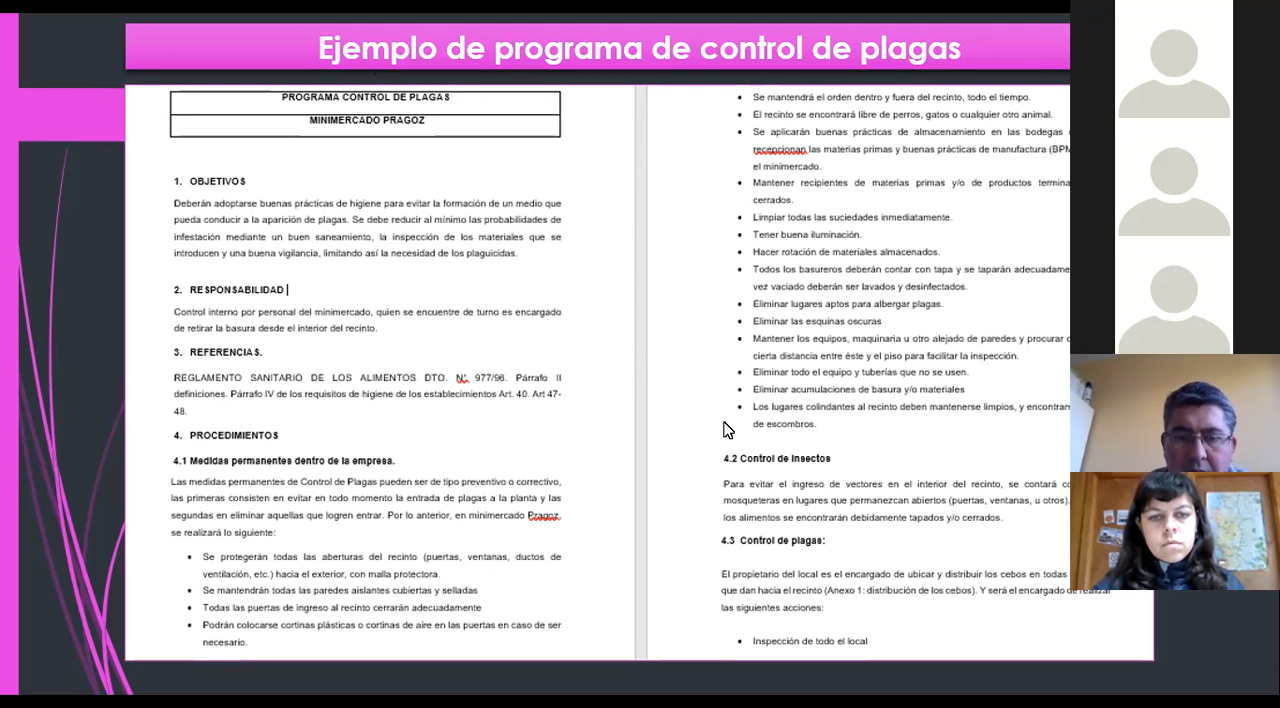 Ejemplo de programa de control de plagas
PROGRAMA CONTROL DE PLAGAS
MINIMERCADO PRAGOZ
1. OBJETIVOS
Deberán adoptarse buenas prácticas de higiene para evitar la formación de un medio que
pueda conducir a la aparición de plagas. Se debe reducir al mínimo las probabilidades de
infestación mediante un buen saneamiento, la inspección de los materiales que se
introducen y una buena vigilancia, limitando así la necesidad de los plaguicidas.
2. RESPONSABILIDAD
Control interno por personal del minimercado, quien se encuentre de turno es encargado
de retirar la basura desde el interior del recinto.
3. REFERENCIAS.
REGLAMENTO SANITARIO DE LOS ALIMENTOS DTO. N°. 977/96. Párrafo II
definiciones. Párrafo IV de los requisitos de higiene de los establecimientos Art. 40. Art 47-
48.
4. PROCEDIMIENTOS
4.1 Medidas permanentes dentro de la empresa.
Las medidas permanentes de Control de Plagas pueden ser de tipo preventivo o correctivo,
las primeras consisten en evitar en todo momento la entrada de plagas a la planta y las
segundas en eliminar aquellas que logren entrar. Por lo anterior, en minimercado Pragoz,
se realizará lo siguiente:
• Se protegerán todas las aberturas del recinto (puertas, ventanas, ductos de
ventilación, etc.) hacia el exterior, con malla protectora.
• Se mantendrán todas las paredes aislantes cubiertas y selladas
• Todas las puertas de ingreso al recinto cerrarán adecuadamente
• Podrán colocarse cortinas plásticas o cortinas de aire en las puertas en caso de ser
necesario.
• Se mantendrá el orden dentro y fuera del recinto, todo el tiempo.
• El recinto se encontrará libre de perros, gatos o cualquier otro animal.
• Se aplicarán buenas prácticas de almacenamiento en las bodegas
recepcionan las materias primas y buenas prácticas de manufactura (BPM
el minimercado.
• Mantener recipientes de materias primas y/o de productos termina
cerrados.
• Limpiar todas las suciedades inmediatamente.
• Tener buena iluminación.
• Hacer rotación de materiales almacenados.
• Todos los basureros deberán contar con tapa y se taparán adecuadame
vez vaciado deberán ser lavados y desinfectados.
• Eliminar lugares aptos para albergar plagas.
• Eliminar las esquinas oscuras
• Mantener los equipos, maquinaria u otro alejado de paredes y procurar
cierta distancia entre éste y el piso para facilitar la inspección.
• Eliminar todo el equipo y tuberías que no se usen.
• Eliminar acumulaciones de basura y/o materiales
• Los lugares colindantes al recinto deben mantenerse limpios, y encontrar
de escombros.
4.2 Control de Insectos
Para evitar el ingreso de vectores en el interior del recinto, se contará co
mosqueteras en lugares que permanezcan abiertos (puertas, ventanas, u otros).
los alimentos se encontrarán debidamente tapados y/o cerrados.
4.3 Control de plagas:
El propietario del local es el encargado de ubicar y distribuir los cebos en todas
que dan hacia el recinto (Anexo 1: distribución de los cebos). Y será el encargado de realizar
las siguientes acciones:
• Inspección de todo el local